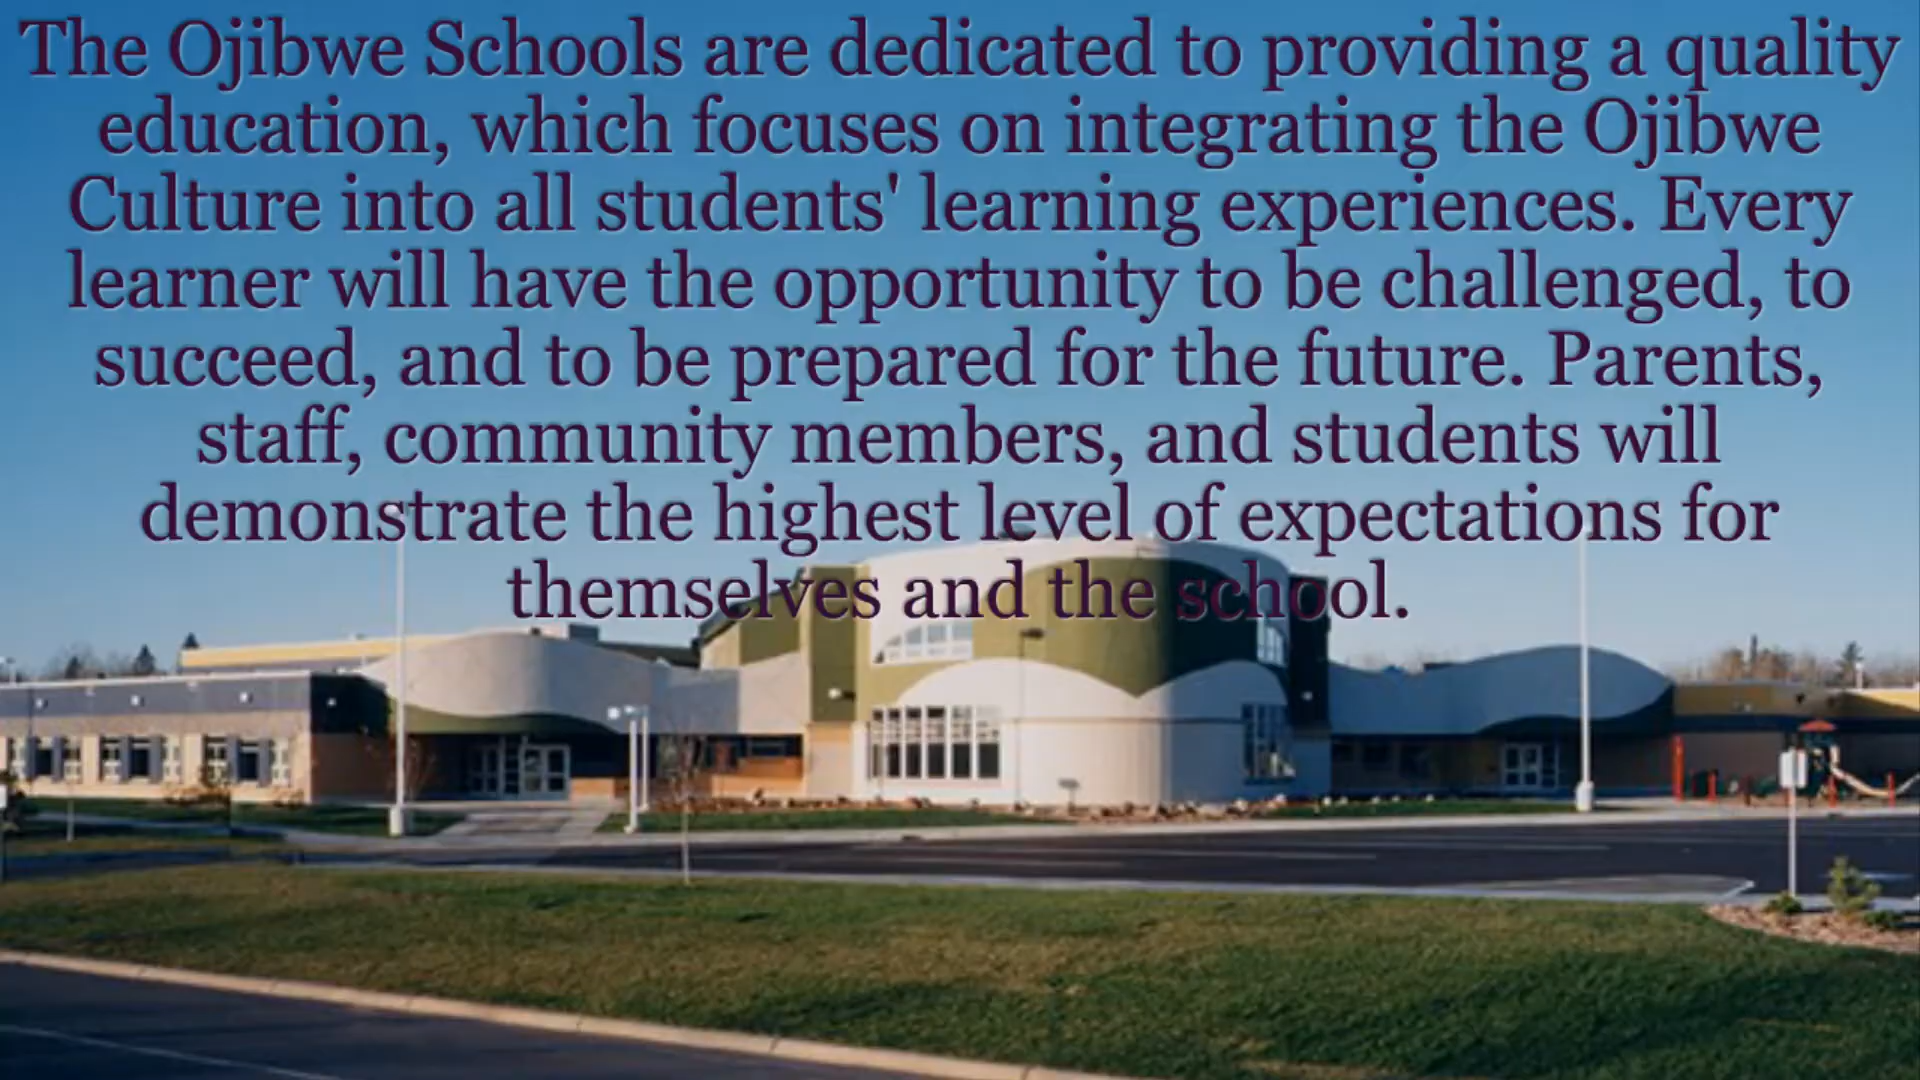 The Ojibwe Schools are dedicated to providing a quality
education, which focuses on integrating the Ojibwe
Culture into all students' learning experiences. Every
learner will have the opportunity to be challenged, to
succeed, and to be prepared for the future. Parents,
staff, community members, and students will
demonstrate the highest level of expectations for
themselves and the school.